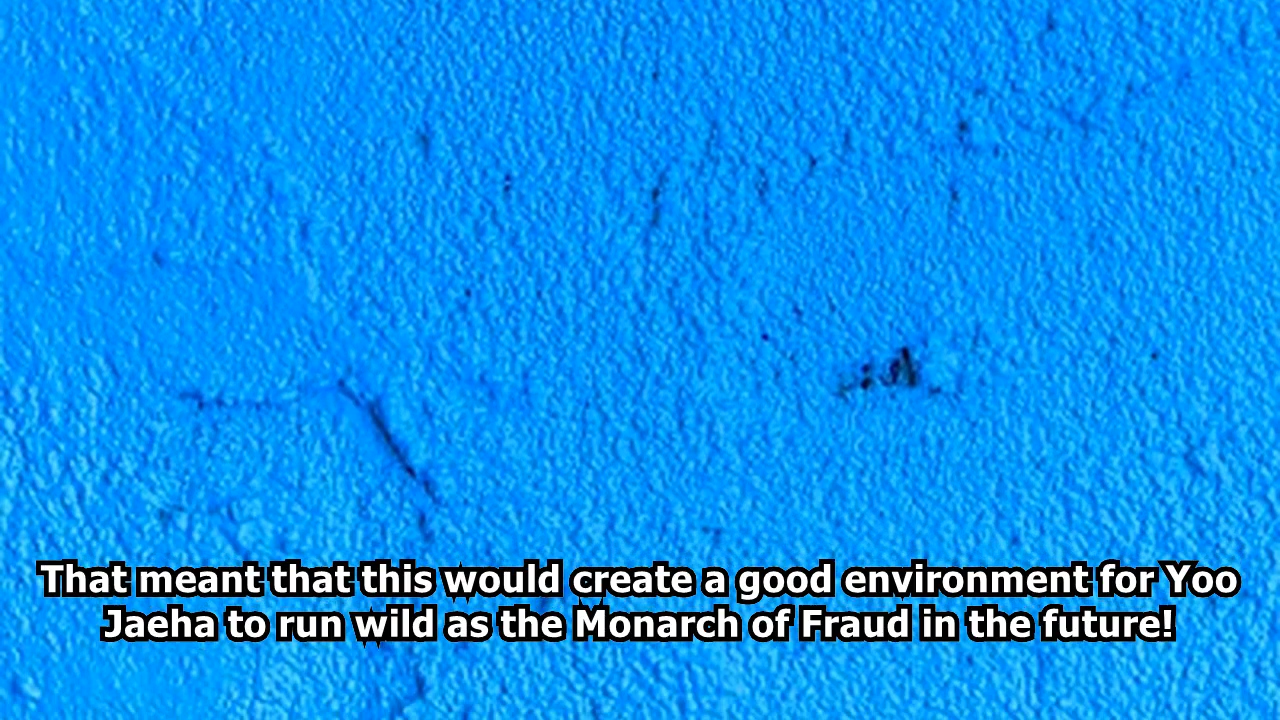 That meant that this would create a good environment for Yoo
Jaeha to run wild as the Monarch of Fraud in the future!